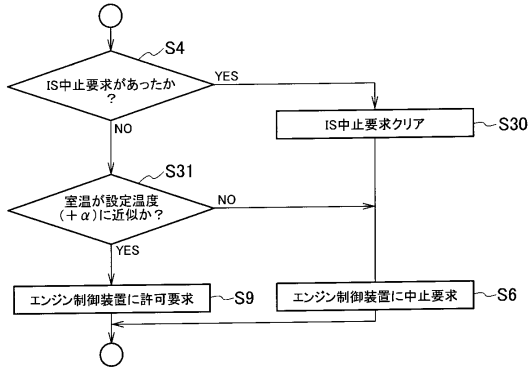 S4
IS中止要求があったか
?
YES
NO
IS中止要求クリア
S30
S31
室温が設定温度
(+α)に近似か?
NO
YES
エンジン制御装置に許可要求
S9
エンジン制御装置に中止要求
S6